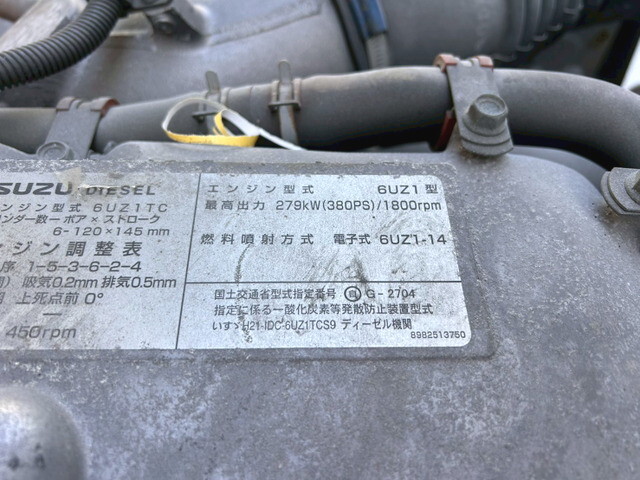 SUZU DIESEL
ンジン型式 6UZ1TC
ンダー数ー ボア × ストローク
6-120×145mm
ジン調整表
序 1-5-3-6-2-4
吸気0.2mm 排気0.5mm
上死点前 0°
450rpm
エンジン型式 6UZ1型
最高出力 279kW(380PS)/1800rpm
燃料噴射方式 電子式 6UZ1-14
国土交通省型式指定番号 G-2704
指定に係る一酸化炭素等発散防止装置型式
いすゞH21-IDC-6UZ1TCS9 ディーゼル機関
6982513750